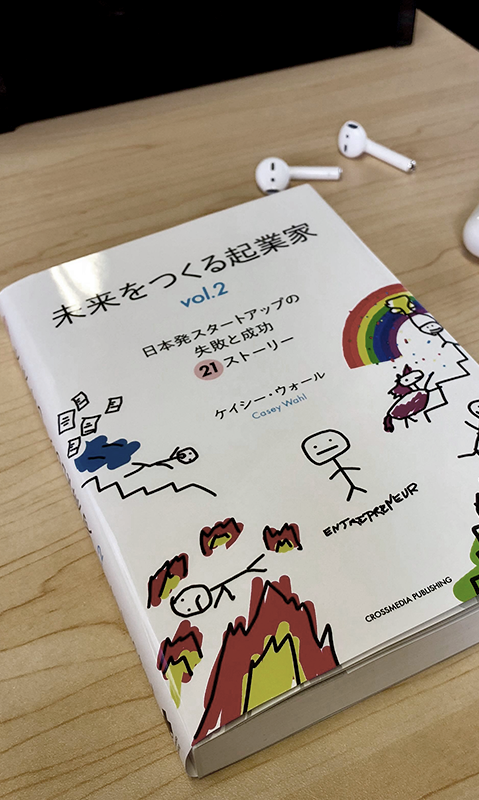 未来をつくる起業家
vol.2
日本発スタートアップの
失敗と成功
21 ストーリー
ケイシー・ウォール
Casey Wahl
ENTREPRENEUR
CROSSMEDIA PUBLISHING